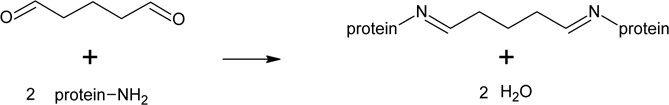 O O
+
2 protein–NH₂
protein N N protein
+
2 H₂O